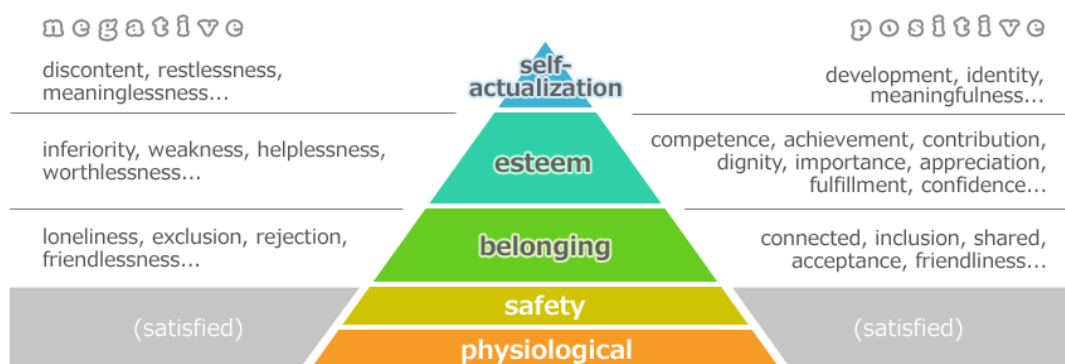 negative
positive
discontent, restlessness,
meaninglessness...
self-
actualization
development, identity,
meaningfulness...
inferiority, weakness, helplessness,
worthlessness...
esteem
competence, achievement, contribution,
dignity, importance, appreciation,
fulfillment, confidence...
loneliness, exclusion, rejection,
friendlessness...
belonging
connected, inclusion, shared,
acceptance, friendliness...
(satisfied)
safety
(satisfied)
physiological